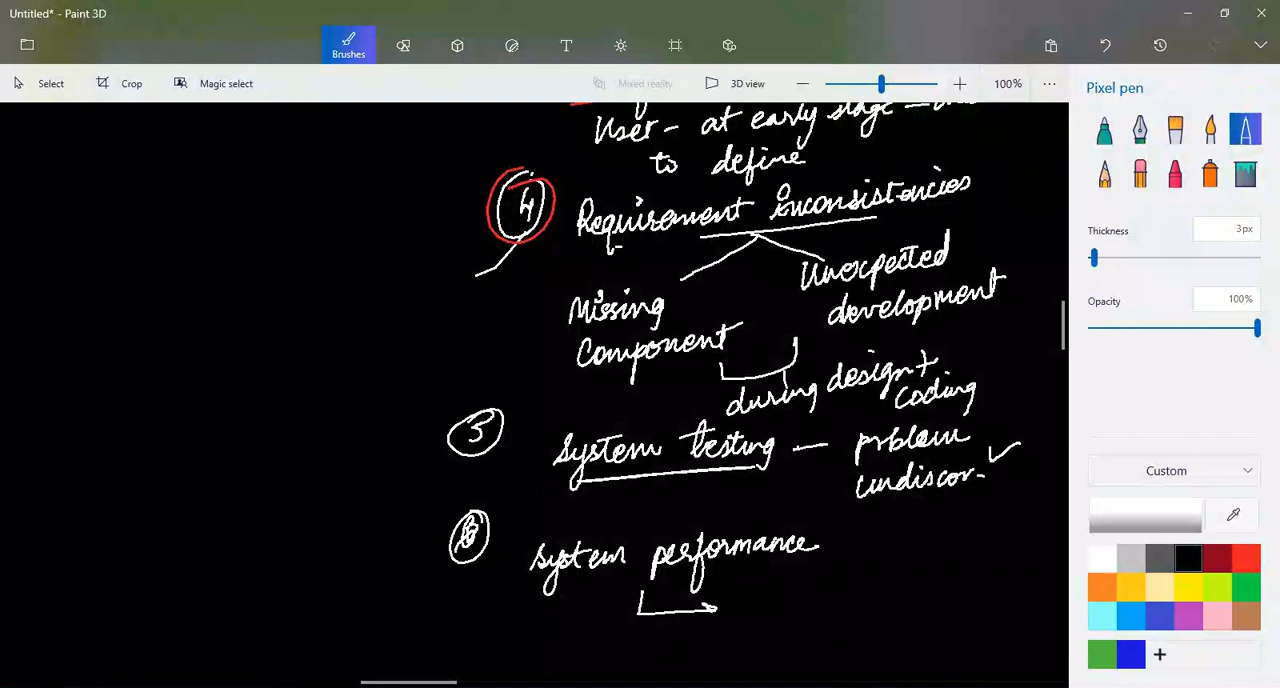 Untitled* - Paint 3D
Brushes
Select Crop Magic select Mixed reality 3D view 100%
Pixel pen
Thickness 3px
Opacity 100%
Custom
User - at early stage -
to define
4 Requirement Inconsistencies
Missing Component
Unexpected development
during design + coding
5 System testing - problem
undiscor-
6 System performance